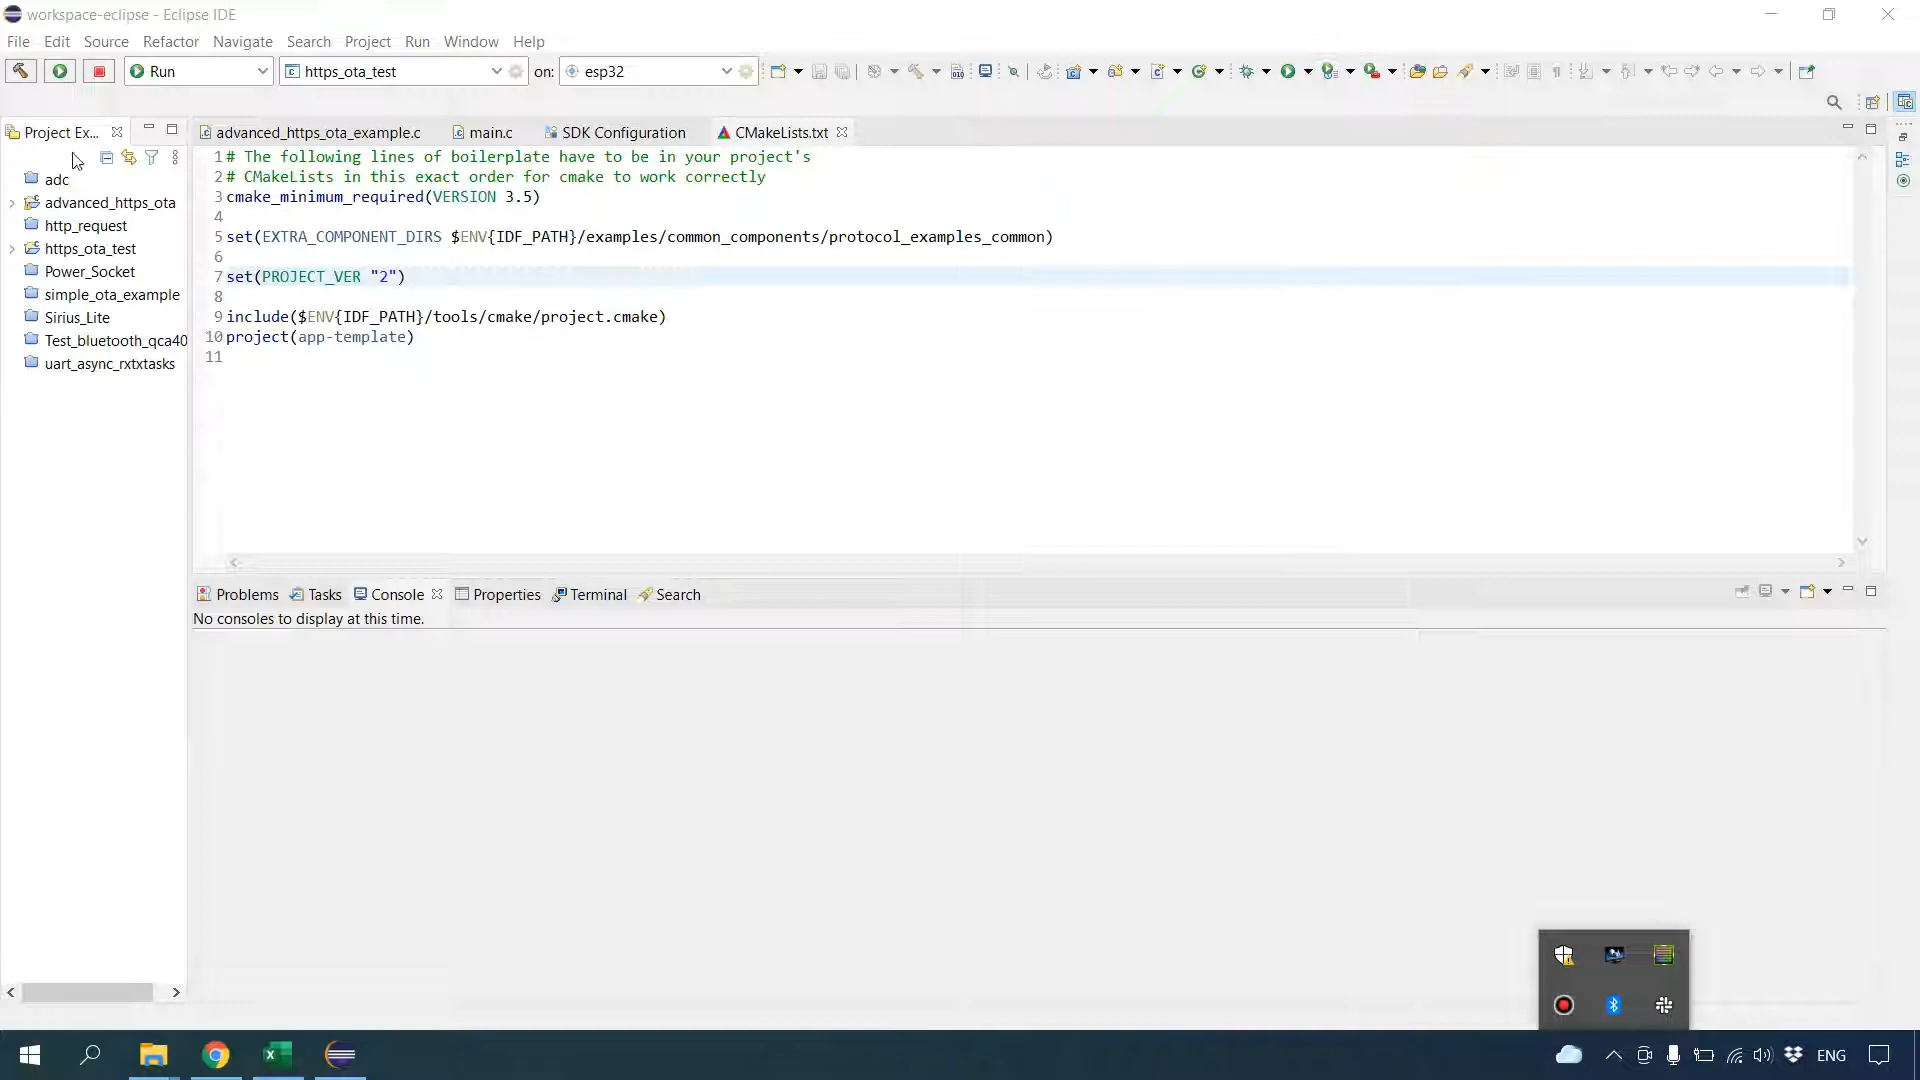 workspace-eclipse - Eclipse IDE
File Edit Source Refactor Navigate Search Project Run Window Help
Run https_ota_test on: esp32
Project Ex...
adc
advanced_https_ota
http_request
https_ota_test
Power_Socket
simple_ota_example
Sirius_Lite
Test_bluetooth_qca40
uart_async_rxtxtasks
advanced_https_ota_example.c main.c SDK Configuration CMakeLists.txt
1 # The following lines of boilerplate have to be in your project's
2 # CMakeLists in this exact order for cmake to work correctly
3 cmake_minimum_required(VERSION 3.5)
4
5 set(EXTRA_COMPONENT_DIRS $ENV{IDF_PATH}/examples/common_components/protocol_examples_common)
6
7 set(PROJECT_VER "2")
8
9 include($ENV{IDF_PATH}/tools/cmake/project.cmake)
10 project(app-template)
11
Problems Tasks Console Properties Terminal Search
No consoles to display at this time.
ENG